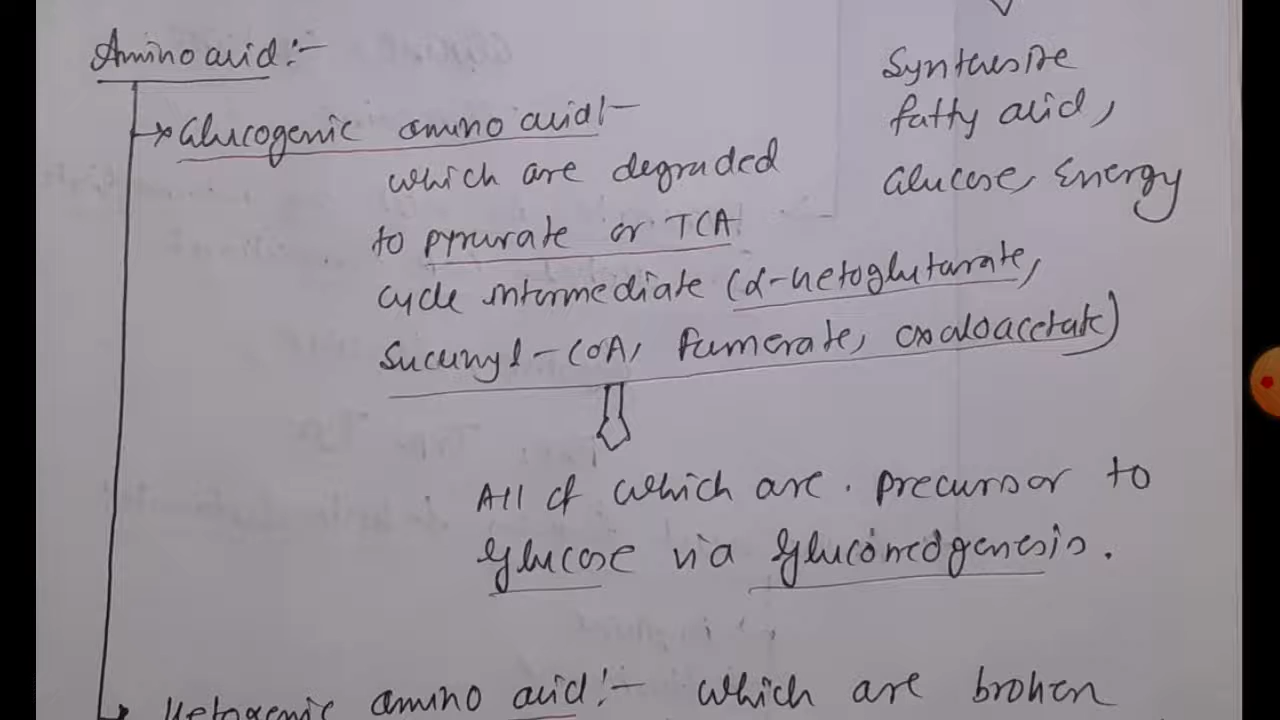 Amino acid:-
Synthesize
fatty acid,
Glucose, Energy
Glucogenic amino acid:-
which are degraded
to pyruvate or TCA
cycle intermediate (α-ketoglutarate,
Succinyl-COA, fumerate, oxaloacetate)
All of which are precursor to
glucose via gluconeogenesis.
Ketogenic amino acid:- which are broken